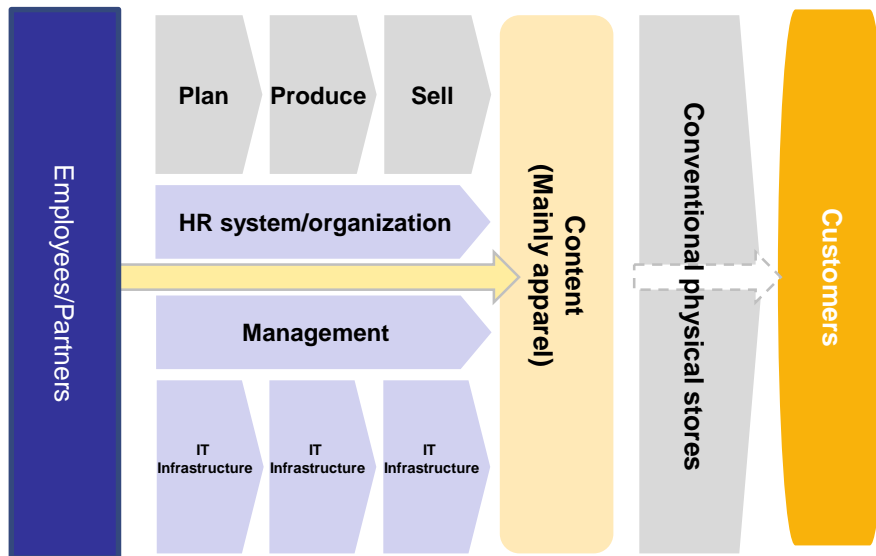 Employees/Partners
Plan
Produce
Sell
HR system/organization
Management
IT
Infrastructure
IT
Infrastructure
IT
Infrastructure
Content
(Mainly apparel)
Conventional physical stores
Customers